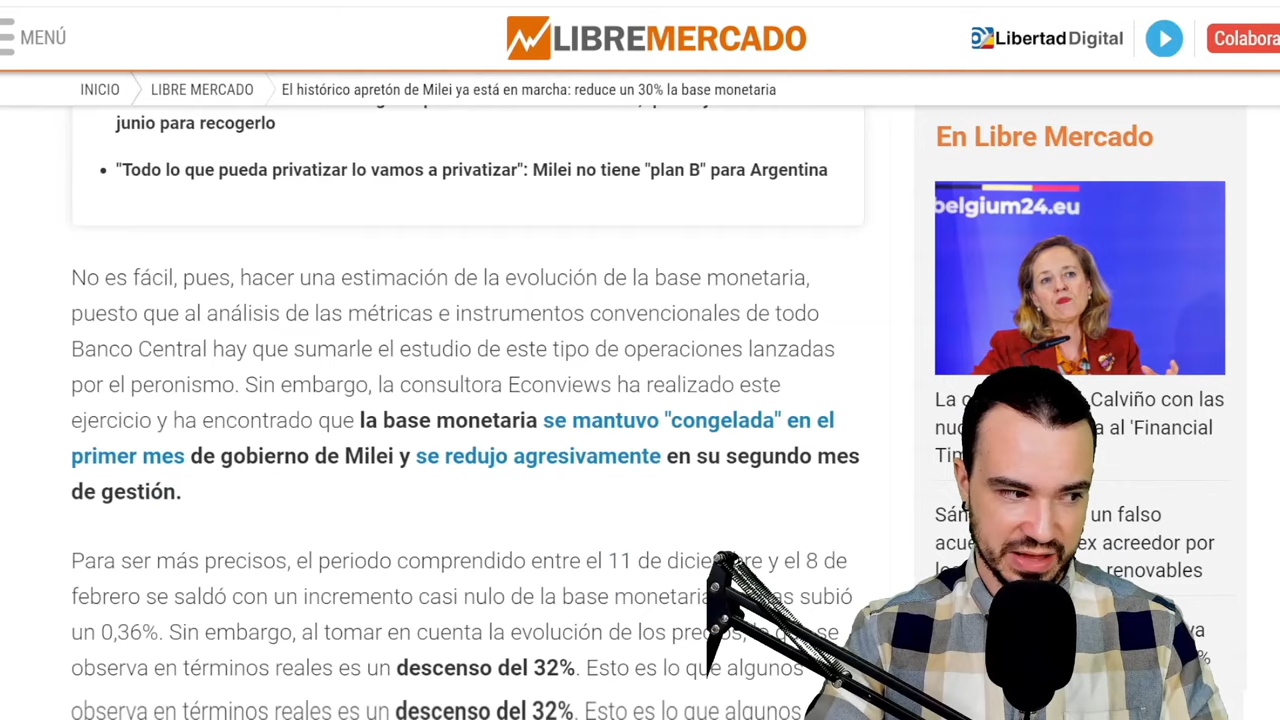 MENÚ
LIBREMERCADO
LibertadDigital
Colabora
INICIO
LIBRE MERCADO
El histórico apretón de Milei ya está en marcha: reduce un 30% la base monetaria
junio para recogerlo
• "Todo lo que pueda privatizar lo vamos a privatizar": Milei no tiene "plan B" para Argentina
No es fácil, pues, hacer una estimación de la evolución de la base monetaria,
puesto que al análisis de las métricas e instrumentos convencionales de todo
Banco Central hay que sumarle el estudio de este tipo de operaciones lanzadas
por el peronismo. Sin embargo, la consultora Econviews ha realizado este
ejercicio y ha encontrado que la base monetaria se mantuvo "congelada" en el
primer mes de gobierno de Milei y se redujo agresivamente en su segundo mes
de gestión.
Para ser más precisos, el periodo comprendido entre el 11 de y el 8 de
febrero se saldó con un incremento casi nulo de la base monetaria subió
un 0,36%. Sin embargo, al tomar en cuenta la evolución de los se
observa en términos reales es un descenso del 32%. Esto es lo que algunos
observa en términos reales es un descenso del 32%. Esto es lo que algunos
En Libre Mercado
belgium24.eu
La Calviño con las
a al 'Financial
un falso
ex acreedor por
renovables